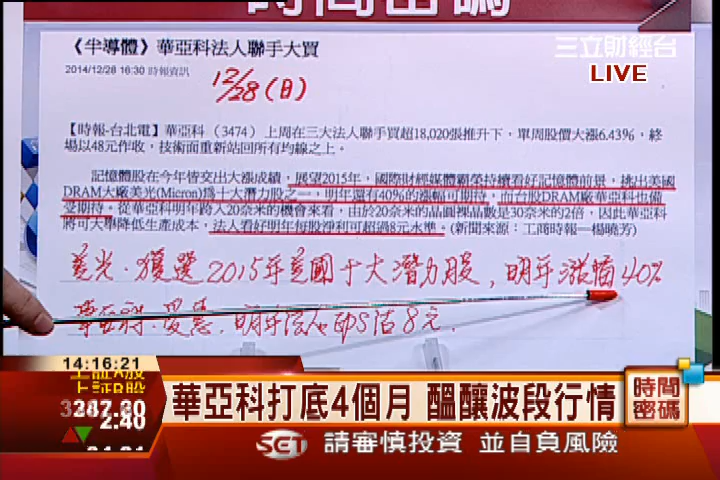 時間密碼
《半導體》華亞科法人聯手大買
三立財經台
LIVE
2014/12/28 16:30 時報資訊
12/28(日)
【時報-台北電】華亞科（3474）上周在三大法人聯手買超18,020張推升下，單周股價大漲6.43%，終
場以48元作收，技術面重新站回所有均線之上。
記憶體股在今年皆交出大漲成績，展望2015年，國際財經媒體霸榮持續看好記憶體前景，挑出美國
DRAM大廠美光(Micron)為十大潛力股之一，明年還有40%的漲幅可期待，而台股DRAM廠華亞科也備
受期待。從華亞科明年跨入20奈米的機會來看，由於20奈米的晶圓裸晶數是30奈米的2倍，因此華亞科
將可大舉降低生產成本，法人看好明年每股淨利可超過8元水準。(新聞來源：工商時報─楊曉芳)
美光.獲選2015年美國十大潛力股，明年漲幅40%
華亞科.受惠.明年法人EPS估8元.
14:16:21
上証A股
上証B股
2.40
華亞科打底4個月 醞釀波段行情
時間
密碼
SET 請審慎投資 並自負風險